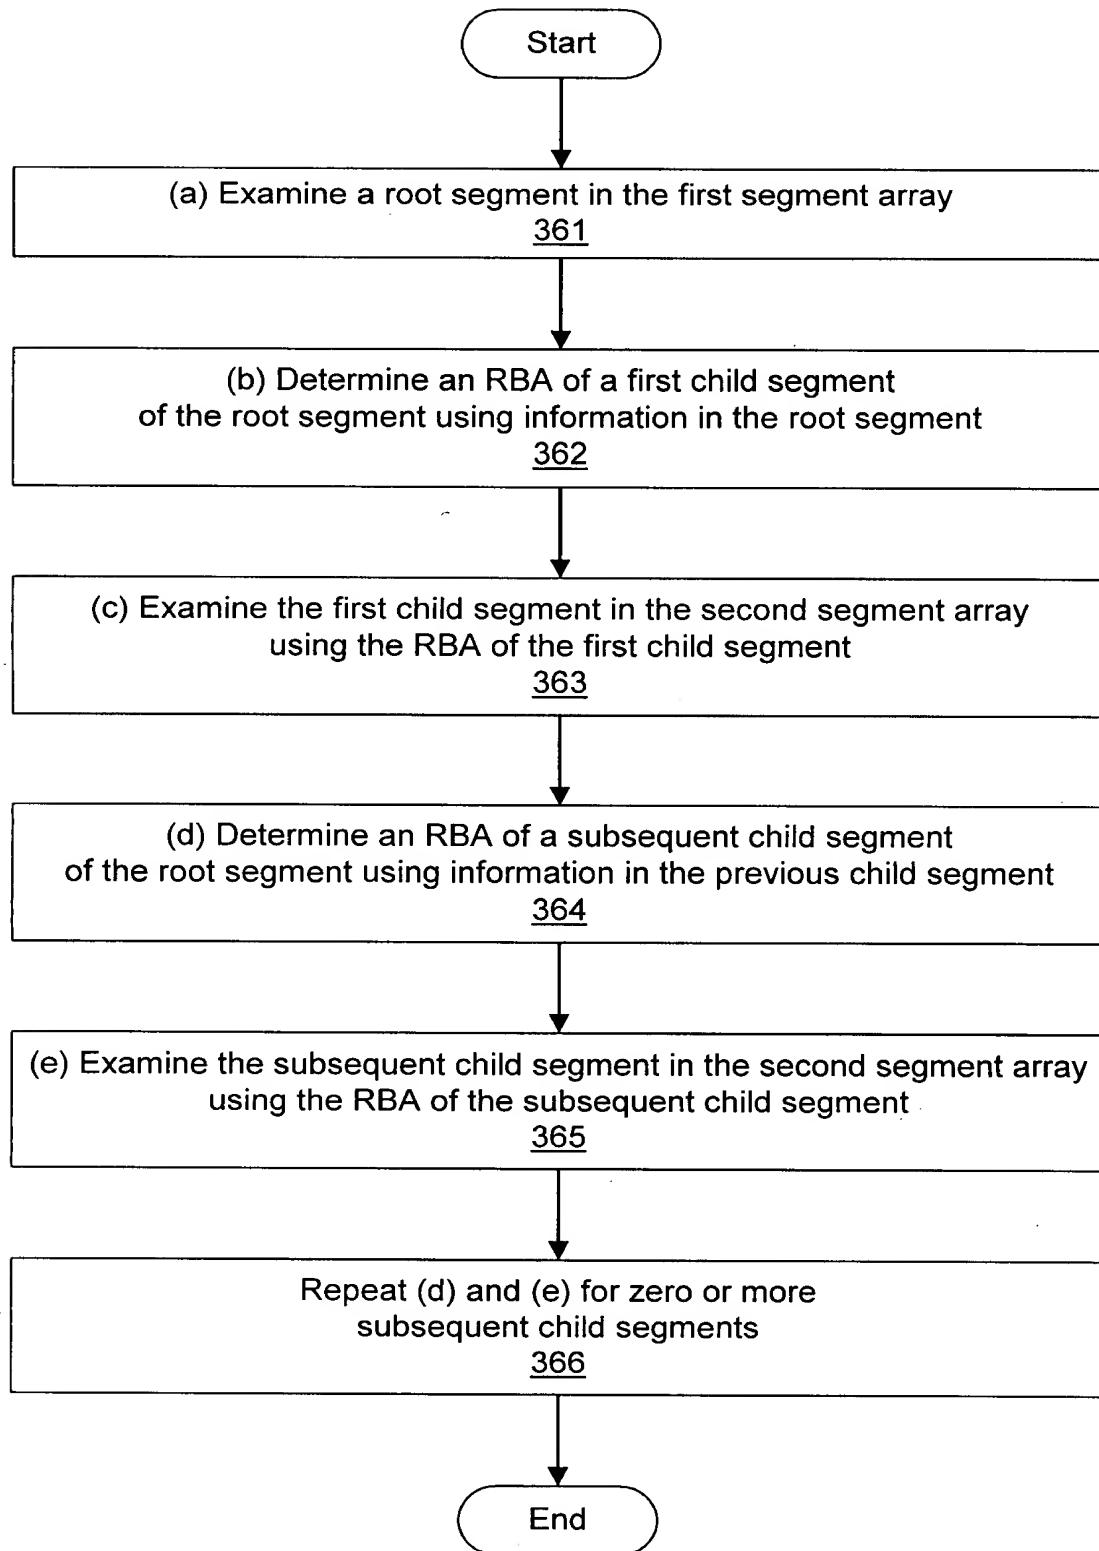 Start
(a) Examine a root segment in the first segment array
361
(b) Determine an RBA of a first child segment
of the root segment using information in the root segment
362
(c) Examine the first child segment in the second segment array
using the RBA of the first child segment
363
(d) Determine an RBA of a subsequent child segment
of the root segment using information in the previous child segment
364
(e) Examine the subsequent child segment in the second segment array
using the RBA of the subsequent child segment
365
Repeat (d) and (e) for zero or more
subsequent child segments
366
End